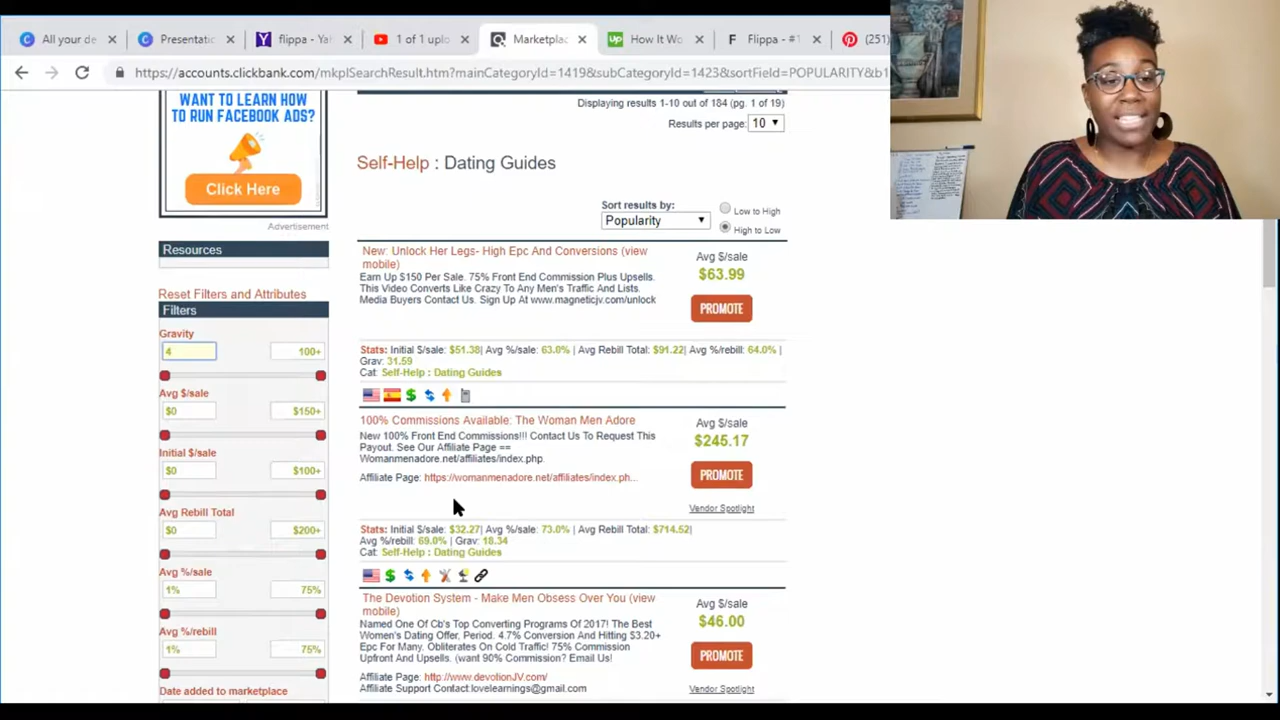 All your de
Presentati
flippa - Yah
1 of 1 uplo
Marketplac
How It Wo
Flippa - #1
(251)
https://accounts.clickbank.com/mkplSearchResult.htm?mainCategoryId=1419&subCategoryId=1423&sortField=POPULARITY&b1
WANT TO LEARN HOW
TO RUN FACEBOOK ADS?
Click Here
Advertisement
Resources
Reset Filters and Attributes
Filters
Gravity
4 100+
Avg $/sale
$0 $150+
Initial $/sale
$0 $100+
Avg Rebill Total
$0 $200+
Avg %/sale
1% 75%
Avg %/rebill
1% 75%
Date added to marketplace
Displaying results 1-10 out of 184 (pg. 1 of 19)
Results per page: 10
Self-Help : Dating Guides
Sort results by:
Popularity
Low to High
High to Low
New: Unlock Her Legs- High Epc And Conversions (view
mobile)
Earn Up $150 Per Sale. 75% Front End Commission Plus Upsells.
This Video Converts Like Crazy To Any Men's Traffic And Lists.
Media Buyers Contact Us. Sign Up At www.magneticjv.com/unlock
Avg $/sale
$63.99
PROMOTE
Stats: Initial $/sale: $51.38| Avg %/sale: 63.0% | Avg Rebill Total: $91.22| Avg %/rebill: 64.0% |
Grav: 31.59
Cat: Self-Help : Dating Guides
100% Commissions Available: The Woman Men Adore
New 100% Front End Commissions!!! Contact Us To Request This
Payout. See Our Affiliate Page ==
Womanmenadore.net/affiliates/index.php.
Affiliate Page: https://womanmenadore.net/affiliates/index.ph...
Avg $/sale
$245.17
PROMOTE
Vendor Spotlight
Stats: Initial $/sale: $32.27| Avg %/sale: 73.0% | Avg Rebill Total: $714.52|
Avg %/rebill: 69.0% | Grav: 18.34
Cat: Self-Help : Dating Guides
The Devotion System - Make Men Obsess Over You (view
mobile)
Named One Of Cb's Top Converting Programs Of 2017! The Best
Women's Dating Offer, Period. 4.7% Conversion And Hitting $3.20+
Epc For Many. Obliterates On Cold Traffic! 75% Commission
Upfront And Upsells. (want 90% Commission? Email Us!
Affiliate Page: http://www.devotionJV.com/
Affiliate Support Contact:lovelearnings@gmail.com
Avg $/sale
$46.00
PROMOTE
Vendor Spotlight